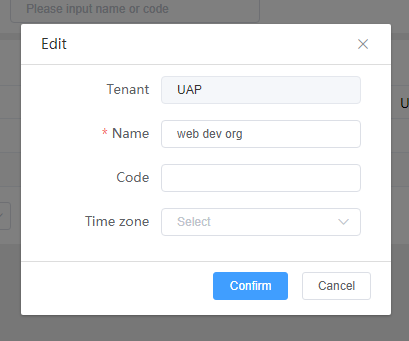 Please input name or code
Edit
Tenant UAP
U
* Name web dev org
Code
Time zone Select
Confirm Cancel